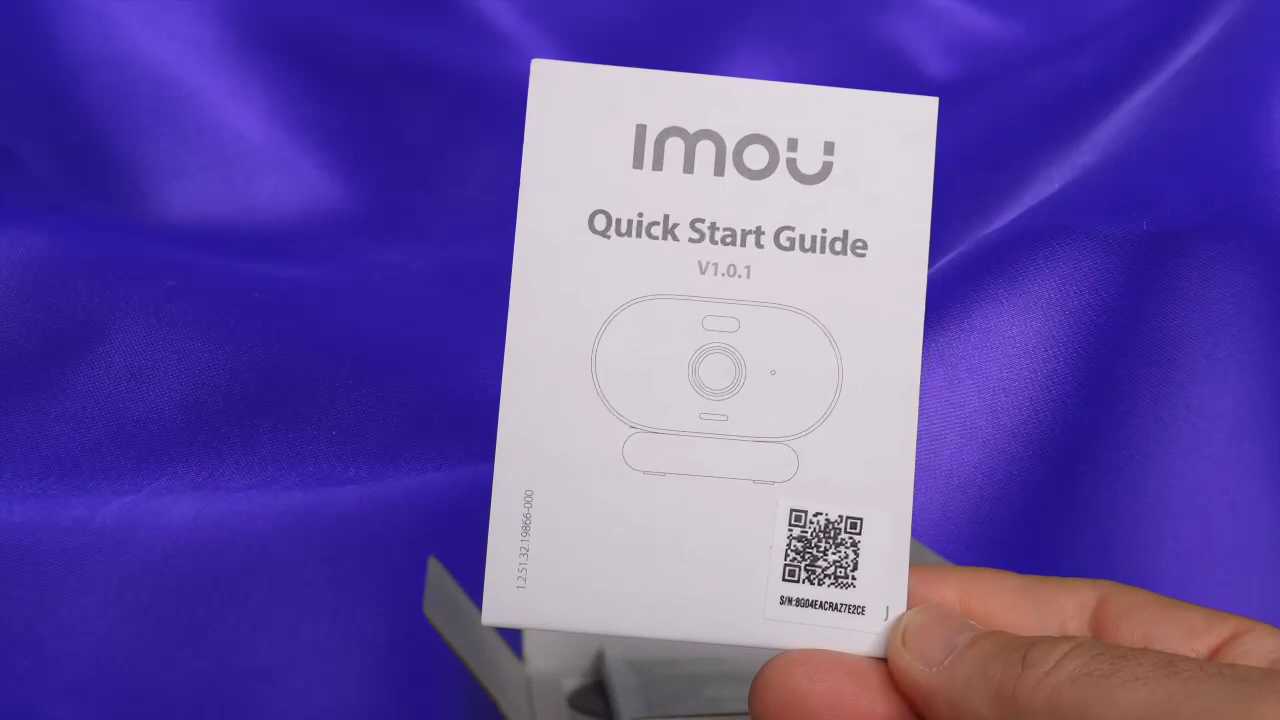 imou
Quick Start Guide
V1.0.1
1.2.51.32.19866-000
S/N:8G04EACRAZ7E2CE
J